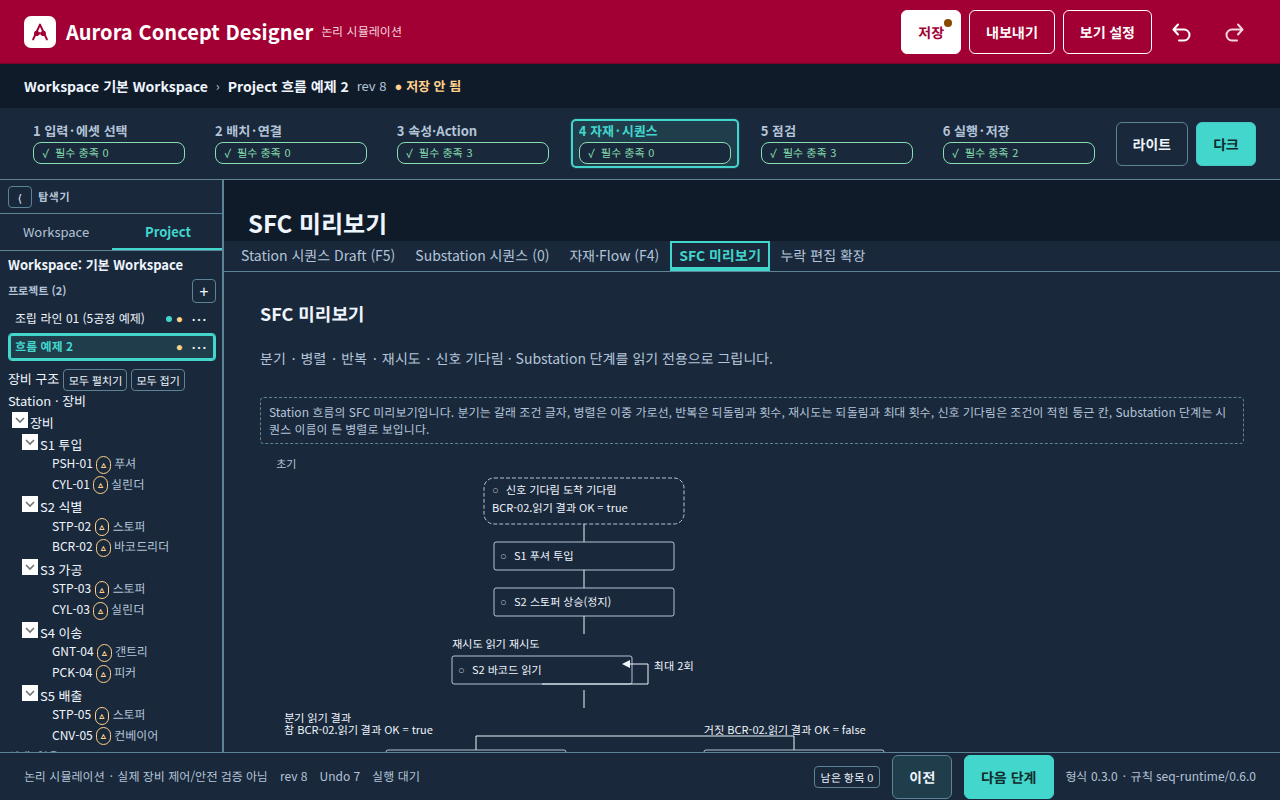 Aurora Concept Designer 논리 시뮬레이션
저장
내보내기
보기 설정
Workspace 기본 Workspace › Project 흐름 예제 2 rev 8 ● 저장 안 됨
1 입력·에셋 선택
✓ 필수 충족 0
2 배치·연결
✓ 필수 충족 0
3 속성·Action
✓ 필수 충족 3
4 자재·시퀀스
✓ 필수 충족 0
5 점검
✓ 필수 충족 3
6 실행·저장
✓ 필수 충족 2
라이트
다크
⟨ 탐색기
Workspace
Project
Workspace: 기본 Workspace
프로젝트 (2)
+
조립 라인 01 (5공정 예제) ● ● ⋯
흐름 예제 2 ● ⋯
장비 구조 모두 펼치기 모두 접기
Station · 장비
장비
S1 투입
PSH-01 푸셔
CYL-01 실린더
S2 식별
STP-02 스토퍼
BCR-02 바코드리더
S3 가공
STP-03 스토퍼
CYL-03 실린더
S4 이송
GNT-04 갠트리
PCK-04 피커
S5 배출
STP-05 스토퍼
CNV-05 컨베이어
SFC 미리보기
Station 시퀀스 Draft (F5)
Substation 시퀀스 (0)
자재·Flow (F4)
SFC 미리보기
누락 편집 확장
SFC 미리보기
분기 · 병렬 · 반복 · 재시도 · 신호 기다림 · Substation 단계를 읽기 전용으로 그립니다.
Station 흐름의 SFC 미리보기입니다. 분기는 갈래 조건 글자, 병렬은 이중 가로선, 반복은 되돌림과 횟수, 재시도는 되돌림과 최대 횟수, 신호 기다림은 조건이 적힌 둥근 칸, Substation 단계는 시
퀀스 이름이 튼 병렬로 보입니다.
초기
○ 신호 기다림 도착 기다림
BCR-02.읽기 결과 OK = true
○ S1 푸셔 투입
○ S2 스토퍼 상승(정지)
재시도 읽기 재시도
○ S2 바코드 읽기
최대 2회
분기 읽기 결과
참 BCR-02.읽기 결과 OK = true
거짓 BCR-02.읽기 결과 OK = false
논리 시뮬레이션 · 실제 장비 제어/안전 검증 아님 rev 8 Undo 7 실행 대기
남은 항목 0
이전
다음 단계
형식 0.3.0 · 규칙 seq-runtime/0.6.0